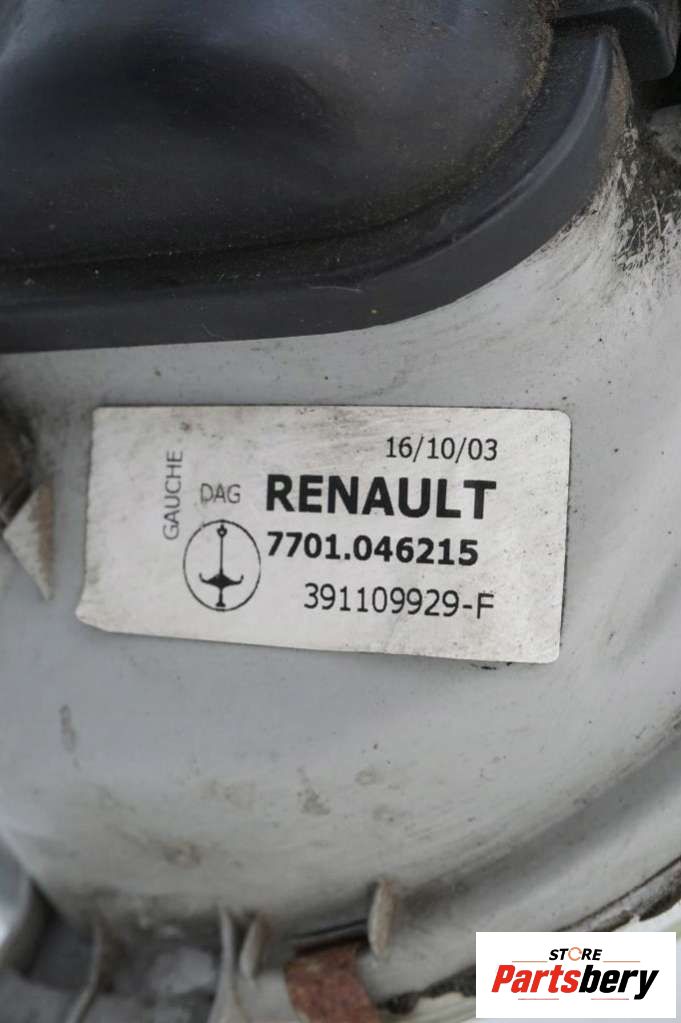 16/10/03
GAUCHE
DAG RENAULT
7701.046215
391109929-F
STORE
Partsbery